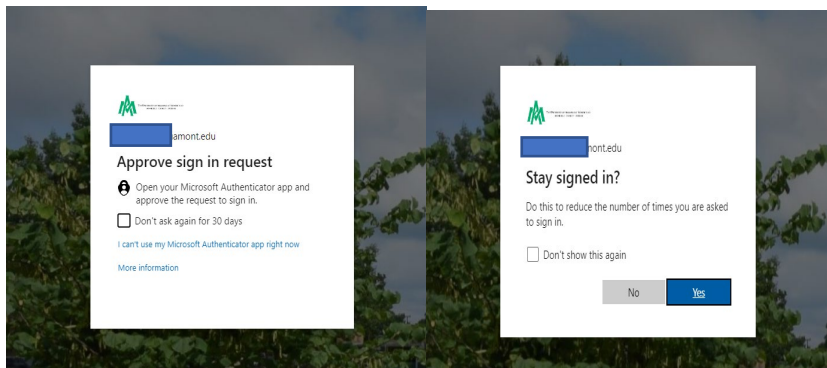 iamont.edu
Approve sign in request
Open your Microsoft Authenticator app and
approve the request to sign in.
Don't ask again for 30 days
I can't use my Microsoft Authenticator app right now
More information
mont.edu
Stay signed in?
Do this to reduce the number of times you are asked
to sign in.
Don't show this again
No
Yes